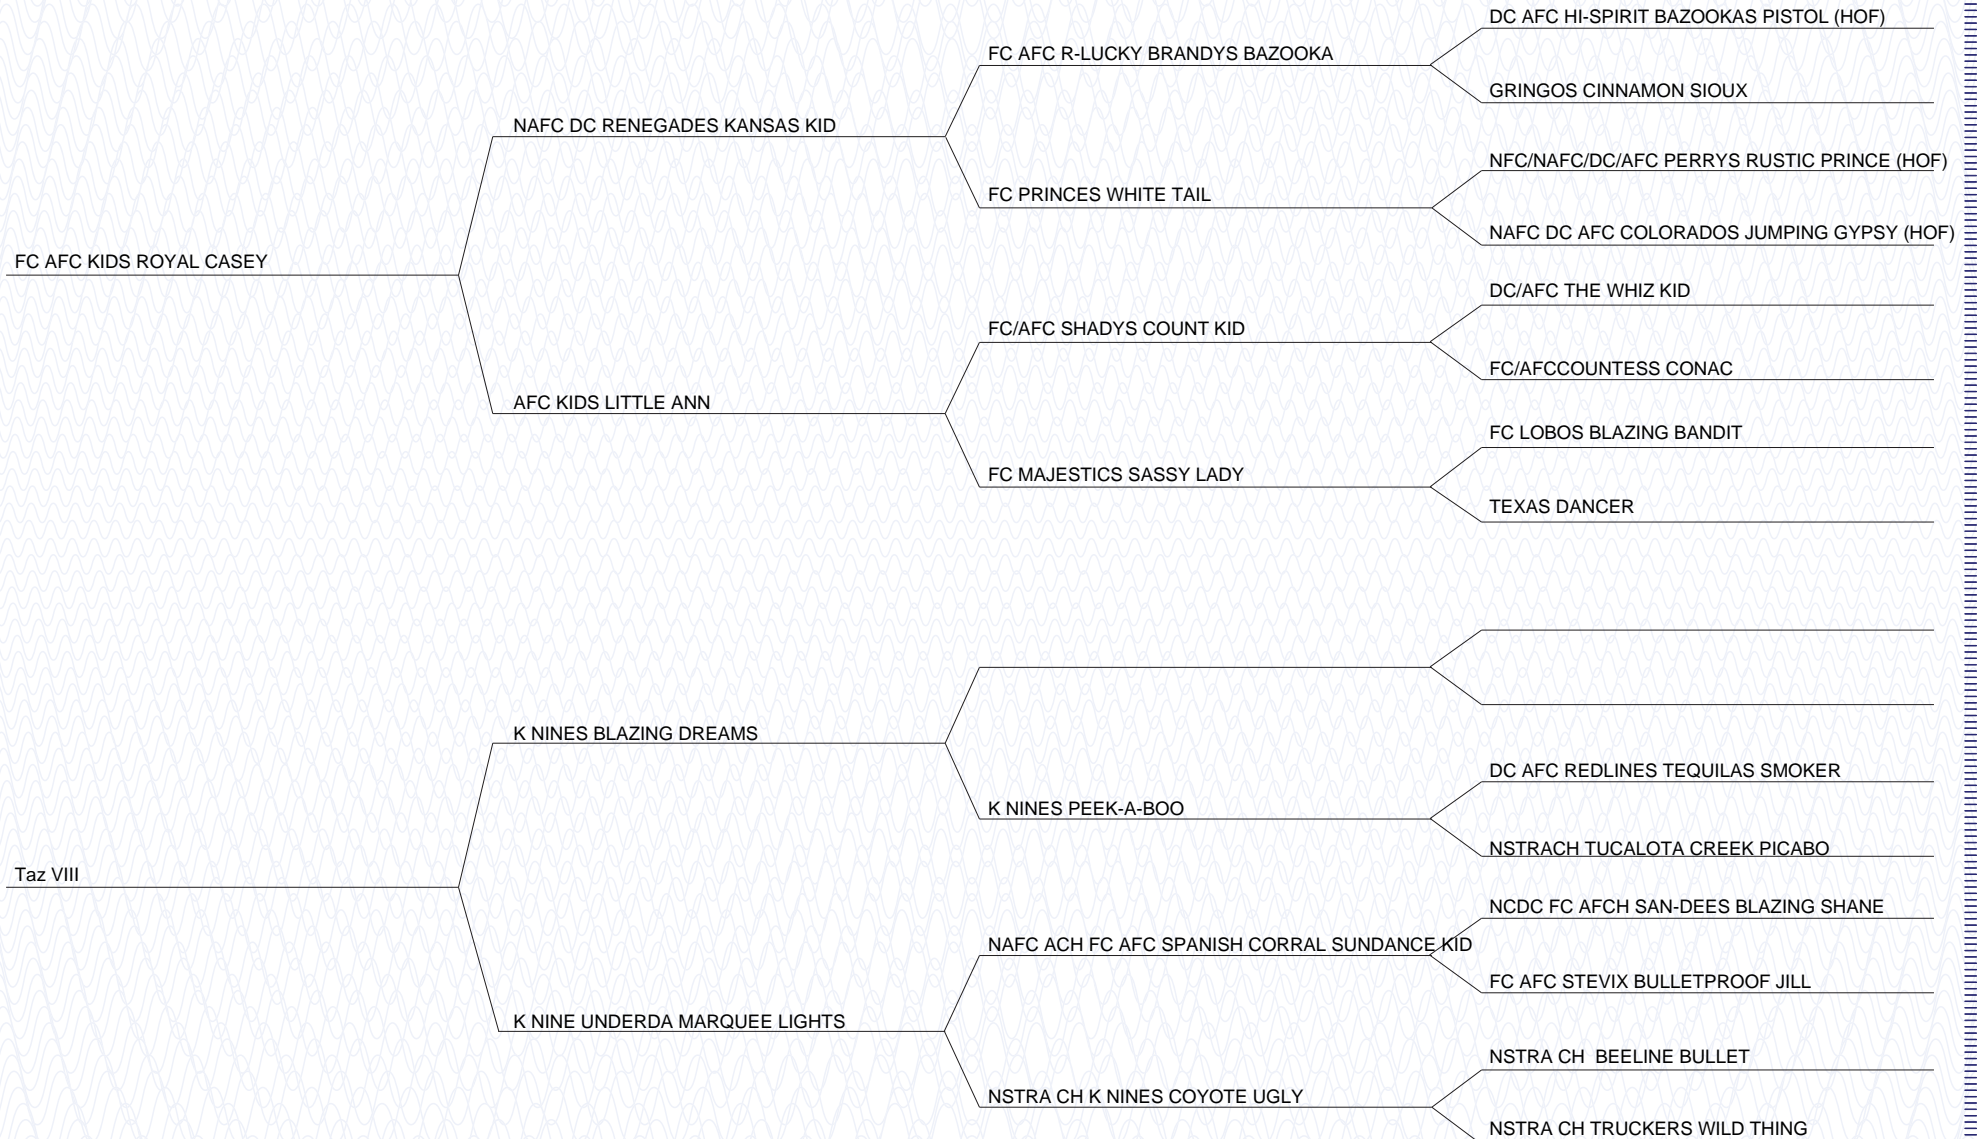 DC AFC HI-SPIRIT BAZOOKAS PISTOL (HOF)
FC AFC R-LUCKY BRANDYS BAZOOKA
GRINGOS CINNAMON SIOUX
NAFC DC RENEGADES KANSAS KID
NFC/NAFC/DC/AFC PERRYS RUSTIC PRINCE (HOF)
FC PRINCES WHITE TAIL
NAFC DC AFC COLORADOS JUMPING GYPSY (HOF)
FC AFC KIDS ROYAL CASEY
DC/AFC THE WHIZ KID
FC/AFC SHADYS COUNT KID
FC/AFCCOUNTESS CONAC
AFC KIDS LITTLE ANN
FC LOBOS BLAZING BANDIT
FC MAJESTICS SASSY LADY
TEXAS DANCER
K NINES BLAZING DREAMS
DC AFC REDLINES TEQUILAS SMOKER
K NINES PEEK-A-BOO
NSTRACH TUCALOTA CREEK PICABO
Taz VIII
NCDC FC AFCH SAN-DEES BLAZING SHANE
NAFC ACH FC AFC SPANISH CORRAL SUNDANCE KID
FC AFC STEVIX BULLETPROOF JILL
K NINE UNDERDA MARQUEE LIGHTS
NSTRA CH  BEELINE BULLET
NSTRA CH K NINES COYOTE UGLY
NSTRA CH TRUCKERS WILD THING